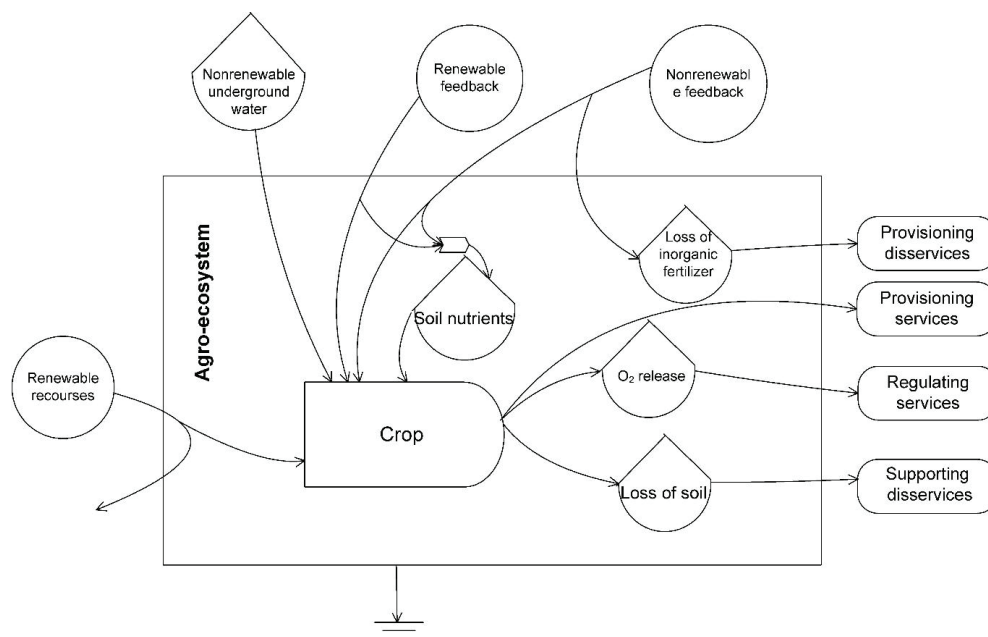 Nonrenewable
underground
water
Renewable
feedback
Nonrenewabl
e feedback
Agro-ecosystem
Loss of
inorganic
fertilizer
Provisioning
disservices
Soil nutrients
Provisioning
services
Renewable
recourses
O₂ release
Regulating
services
Crop
Loss of soil
Supporting
disservices